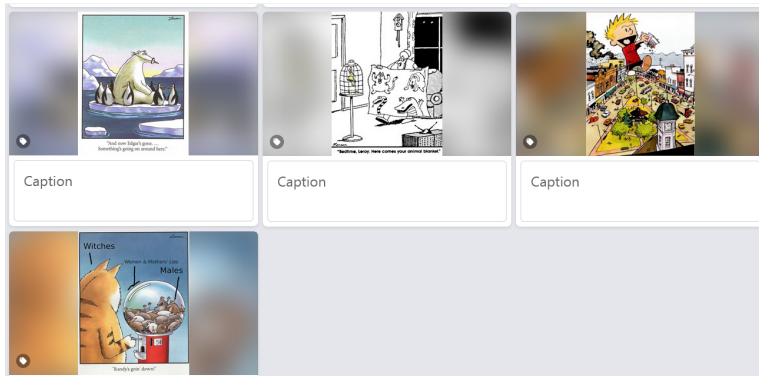 "And now Edgar's gone. ...
Something's going on around here."
"Bedtime, Leroy. Here comes your animal blanket."
Caption
Caption
Caption
Witches
Women & Mothers' Lies
Males
"Randy's goin' down!"